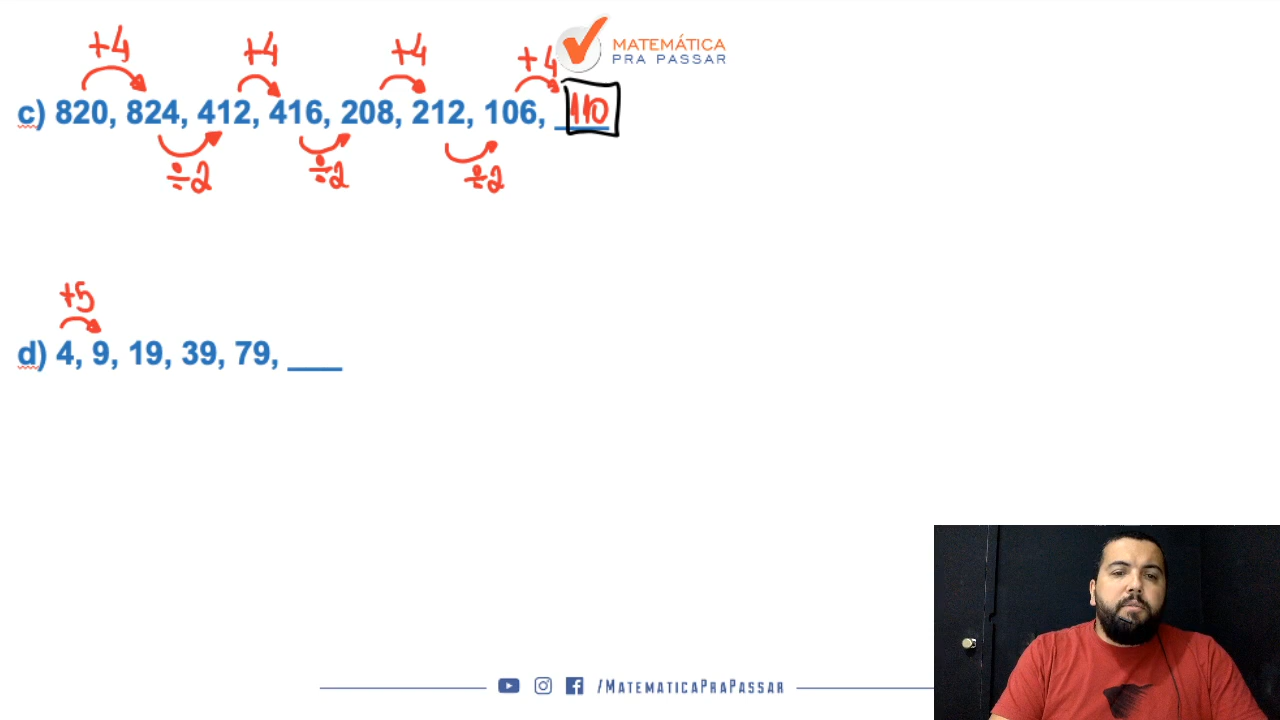 +4 +4 +4 +4
MATEMÁTICA
PRA PASSAR
c) 820, 824, 412, 416, 208, 212, 106, 110
÷2 ÷2 ÷2
+5
d) 4, 9, 19, 39, 79, ___
/MATEMATICAPRAPASSAR